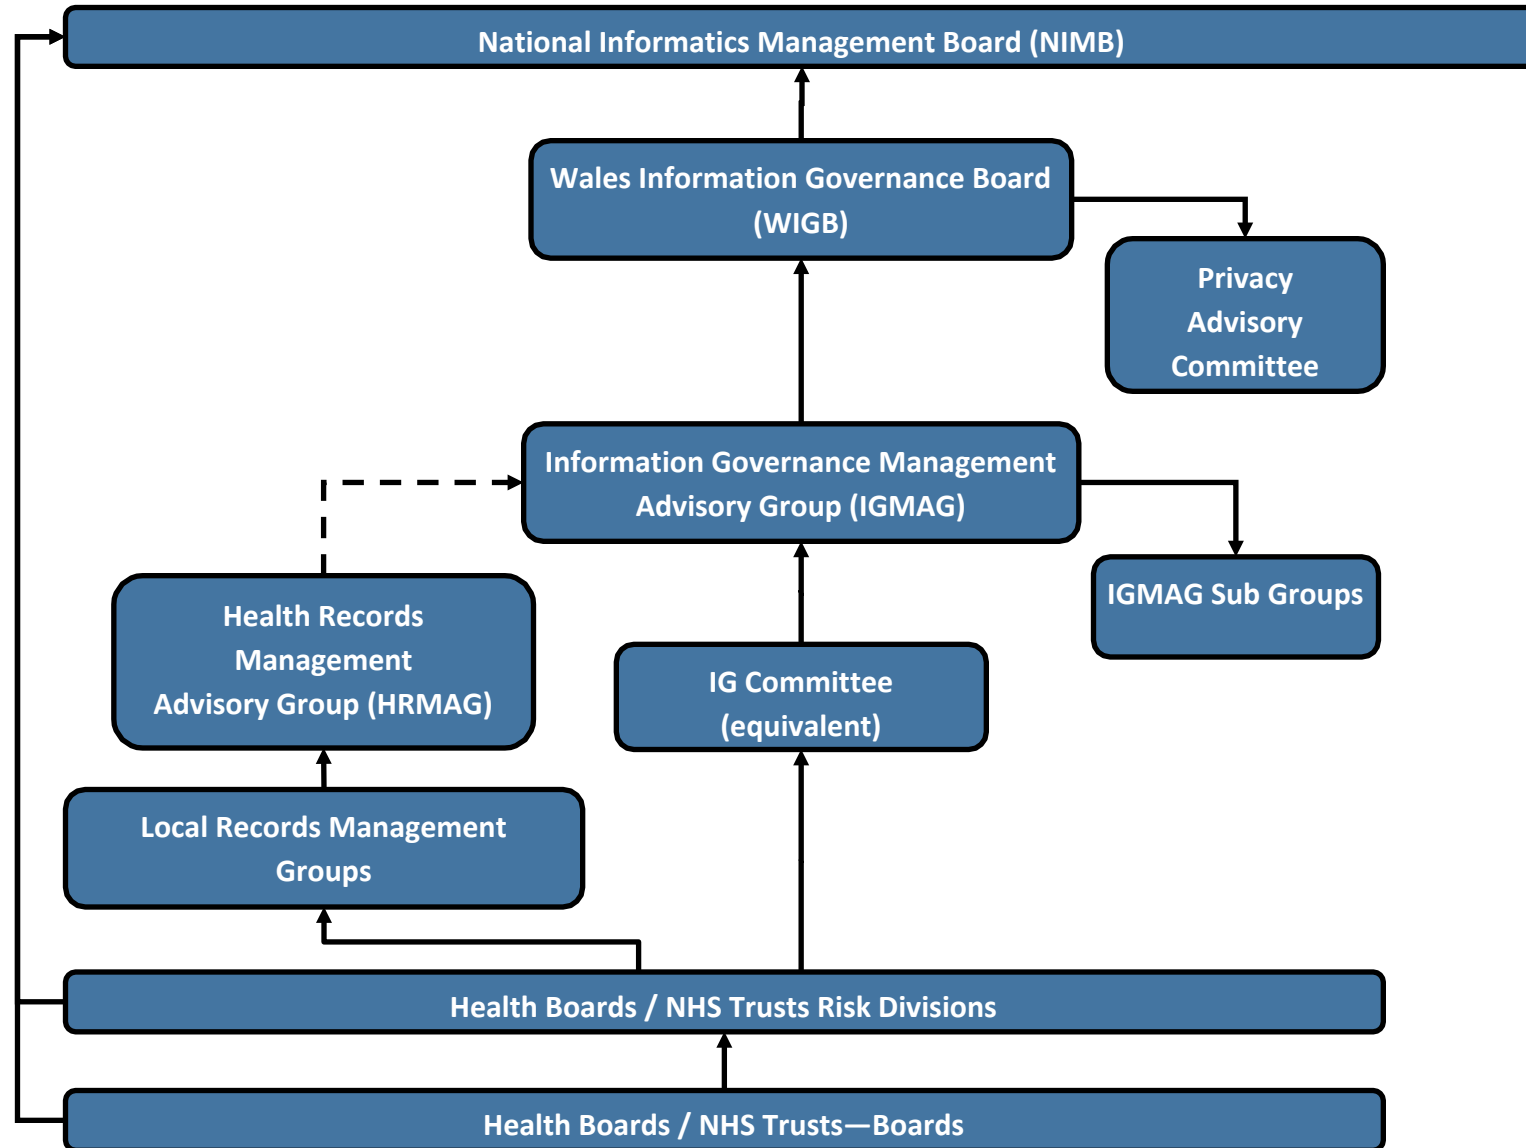 National Informatics Management Board (NIMB)
Wales Information Governance Board
(WIGB)
Privacy
Advisory
Committee
Information Governance Management
Advisory Group (IGMAG)
IGMAG Sub Groups
Health Records
Management
Advisory Group (HRMAG)
IG Committee
(equivalent)
Local Records Management
Groups
Health Boards / NHS Trusts Risk Divisions
Health Boards / NHS Trusts—Boards